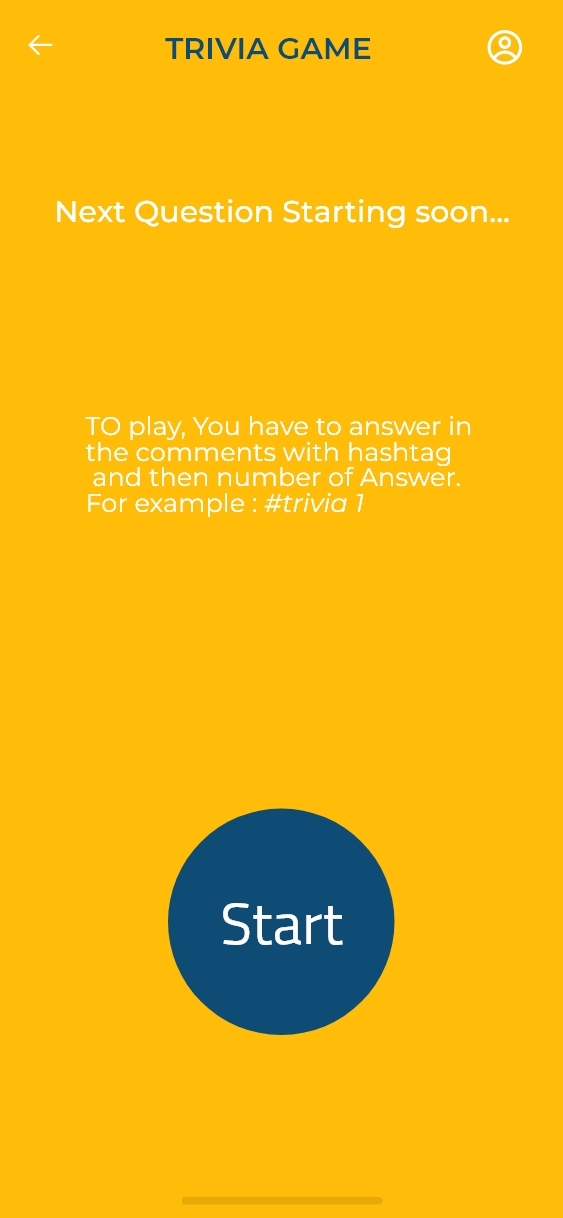 TRIVIA GAME
Next Question Starting soon...
TO play, You have to answer in
the comments with hashtag
and then number of Answer.
For example : #trivia 1
Start